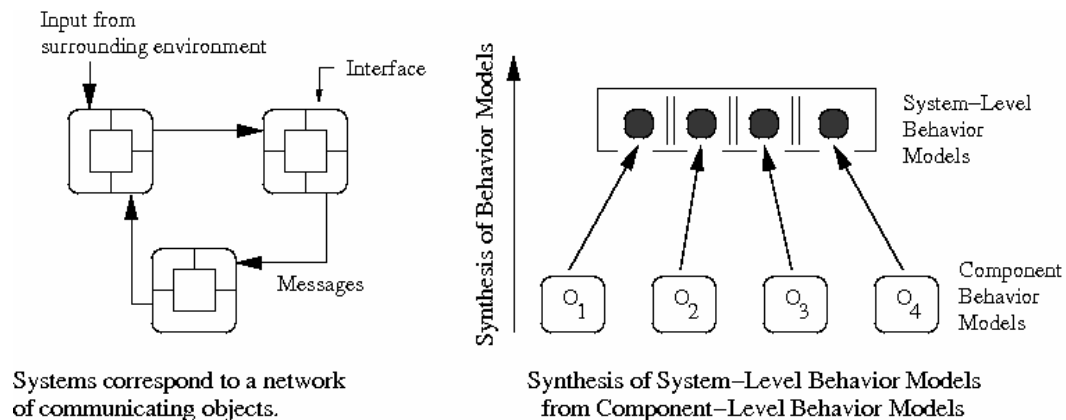 Input from
surrounding environment
Interface
Messages
Systems correspond to a network
of communicating objects.
Synthesis of Behavior Models
System–Level
Behavior
Models
O1
O2
O3
O4
Component
Behavior
Models
Synthesis of System–Level Behavior Models
from Component–Level Behavior Models